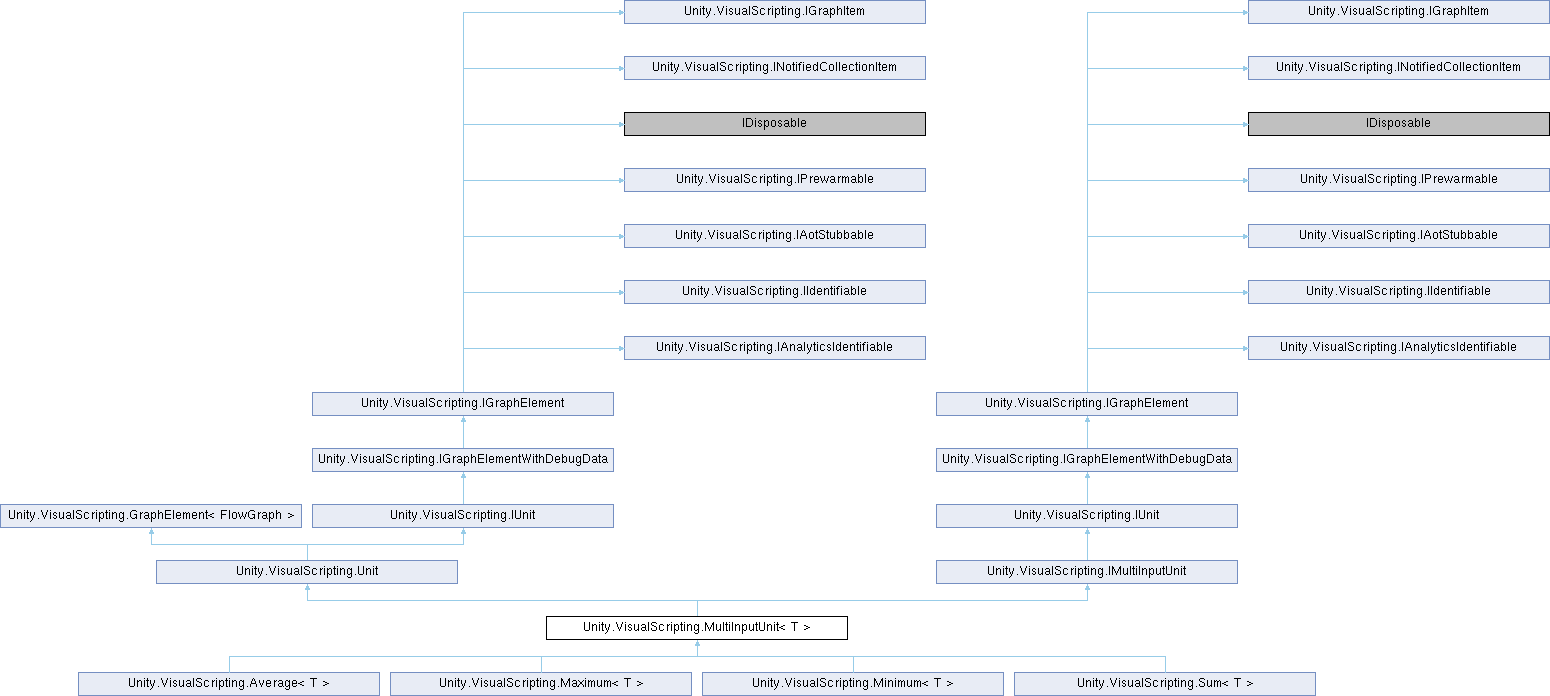 Unity.VisualScripting.IGraphItem
Unity.VisualScripting.IGraphItem
Unity.VisualScripting.INotifiedCollectionItem
Unity.VisualScripting.INotifiedCollectionItem
IDisposable
IDisposable
Unity.VisualScripting.IPrewarmable
Unity.VisualScripting.IPrewarmable
Unity.VisualScripting.IAotStubbable
Unity.VisualScripting.IAotStubbable
Unity.VisualScripting.IIdentifiable
Unity.VisualScripting.IIdentifiable
Unity.VisualScripting.IAnalyticsIdentifiable
Unity.VisualScripting.IAnalyticsIdentifiable
Unity.VisualScripting.IGraphElement
Unity.VisualScripting.IGraphElement
Unity.VisualScripting.IGraphElementWithDebugData
Unity.VisualScripting.IGraphElementWithDebugData
Unity.VisualScripting.GraphElement< FlowGraph >
Unity.VisualScripting.IUnit
Unity.VisualScripting.IUnit
Unity.VisualScripting.Unit
Unity.VisualScripting.IMultiInputUnit
Unity.VisualScripting.MultiInputUnit< T >
Unity.VisualScripting.Average< T >
Unity.VisualScripting.Maximum< T >
Unity.VisualScripting.Minimum< T >
Unity.VisualScripting.Sum< T >